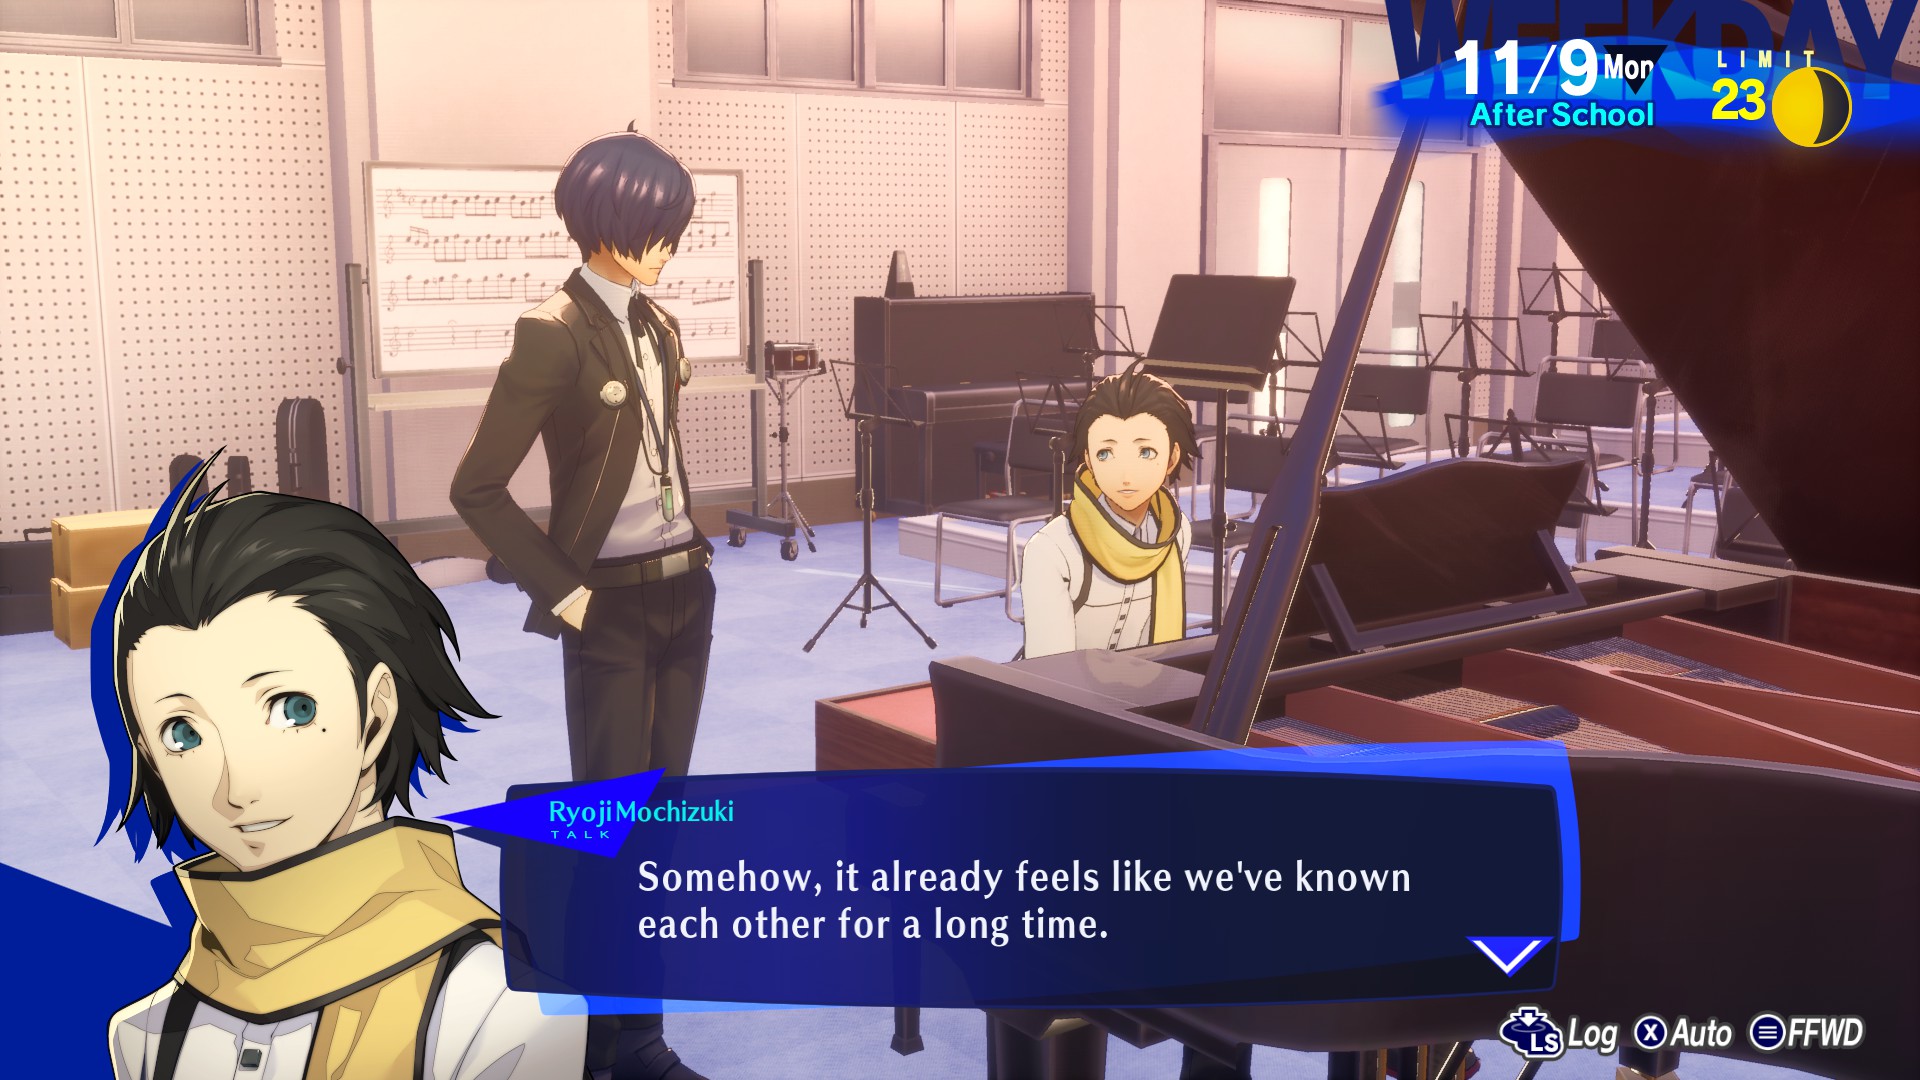 WEEKDAY
11/9 Mon
After School
LIMIT
23
Ryoji Mochizuki
TALK
Somehow, it already feels like we've known
each other for a long time.
LS Log X Auto FFWD